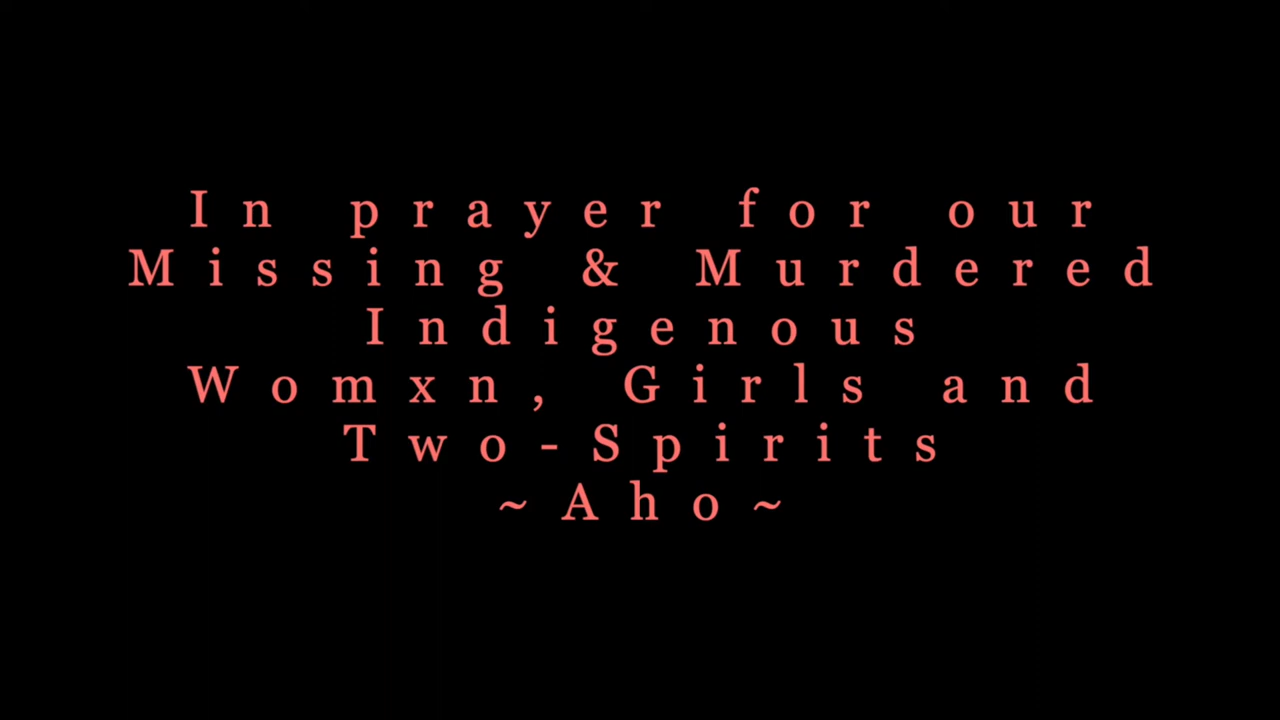 In prayer for our
Missing & Murdered
Indigenous
Womxn, Girls and
Two-Spirits
~Aho~